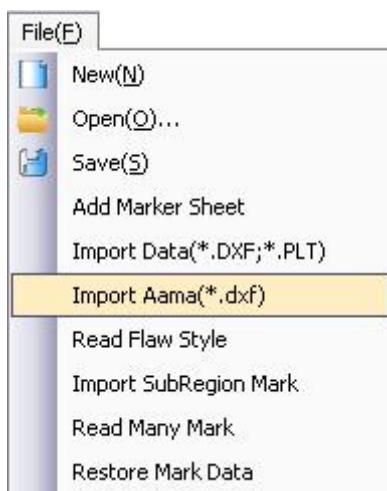 File(F)
New(N)
Open(O)...
Save(S)
Add Marker Sheet
Import Data(*.DXF;*.PLT)
Import Aama(*.dxf)
Read Flaw Style
Import SubRegion Mark
Read Many Mark
Restore Mark Data